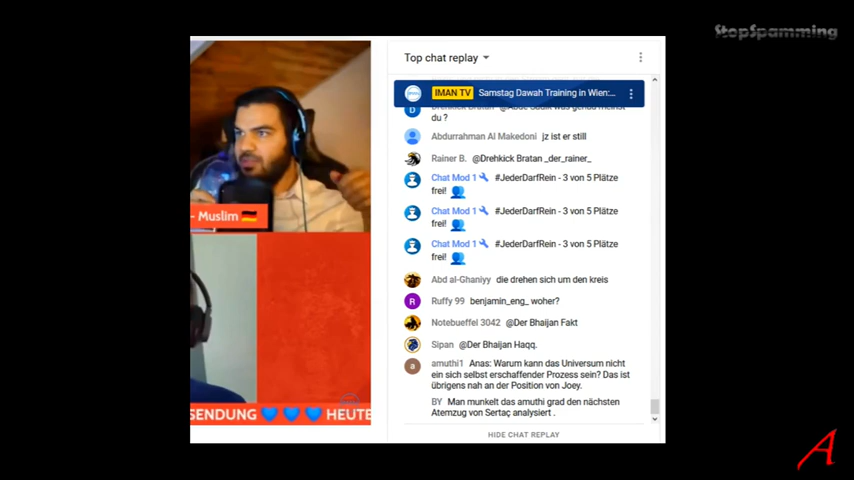 StopSpamming
Top chat replay
IMAN TV Samstag Dawah Training in Wien:...
du ?
Abdurrahman Al Makedoni jz ist er still
Rainer B. @Drehkick Bratan _der_rainer_
Chat Mod 1 #JederDarfRein - 3 von 5 Plätze
frei!
Chat Mod 1 #JederDarfRein - 3 von 5 Plätze
frei!
Chat Mod 1 #JederDarfRein - 3 von 5 Plätze
frei!
- Muslim
Abd al-Ghaniyy die drehen sich um den kreis
R Ruffy 99 benjamin_eng_ woher?
Notebueffel 3042 @Der Bhaijan Fakt
Sipan @Der Bhaijan Haqq.
a amuthi1 Anas: Warum kann das Universum nicht
ein sich selbst erschaffender Prozess sein? Das ist
übrigens nah an der Position von Joey.
BY Man munkelt das amuthi grad den nächsten
Atemzug von Sertaç analysiert .
SENDUNG 💙 💙 💙 HEUTE
HIDE CHAT REPLAY
A